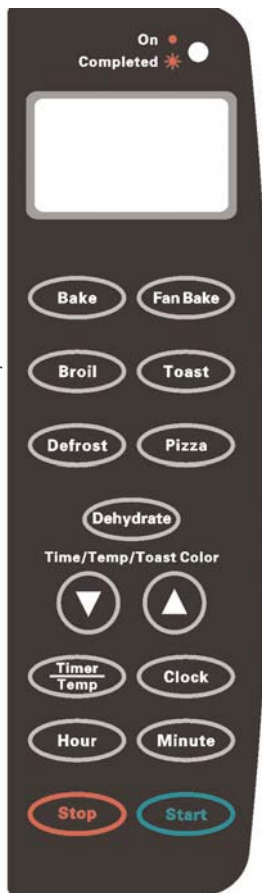 On
Completed
Bake Fan Bake
Broil Toast
Defrost Pizza
Dehydrate
Time/Temp/Toast Color
Timer
Temp
Clock
Hour Minute
Stop Start